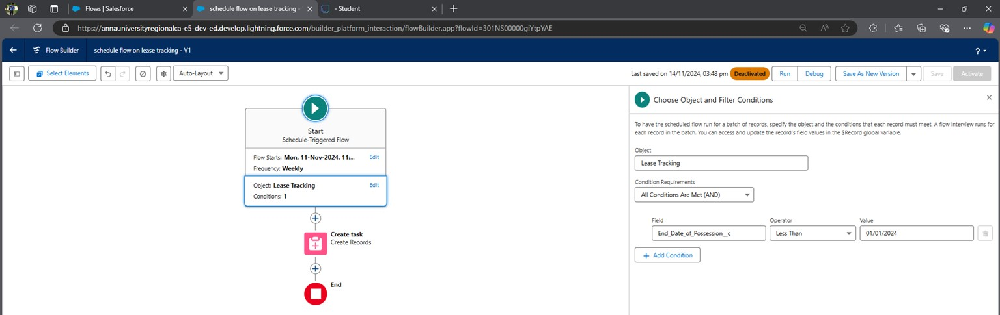 Flows | Salesforce
schedule flow on lease tracking -
- Student
https://annauniversityregionalca-e5-dev-ed.develop.lightning.force.com/builder_platform_interaction/flowBuilder.app?flowId=301NS00000giYtpYAE
Flow Builder
schedule flow on lease tracking - V1
?
Select Elements
Auto-Layout
Last saved on 14/11/2024, 03:48 pm
Deactivated
Run
Debug
Save As New Version
Save
Activate
Start
Schedule-Triggered Flow
Flow Starts: Mon, 11-Nov-2024, 11:...
Edit
Frequency: Weekly
Object: Lease Tracking
Edit
Conditions: 1
Create task
Create Records
End
Choose Object and Filter Conditions
To have the scheduled flow run for a batch of records, specify the object and the conditions that each record must meet. A flow interview runs for
each record in the batch. You can access and update the record's field values in the $Record global variable.
Object
Lease Tracking
Condition Requirements
All Conditions Are Met (AND)
Field
Operator
Value
End_Date_of_Possession__c
Less Than
01/01/2024
Add Condition